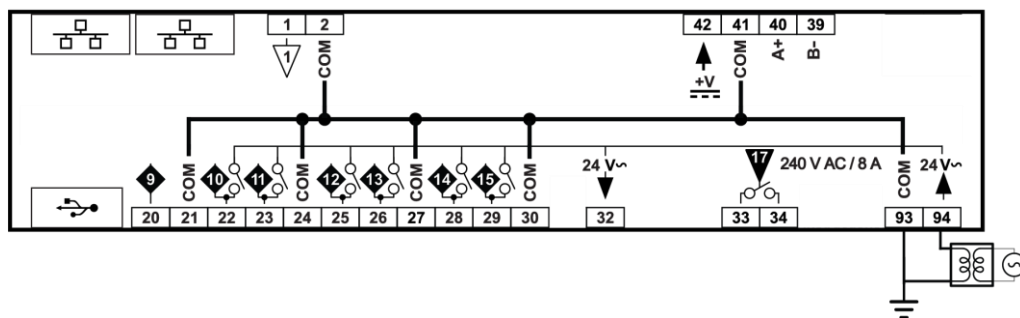 1 2 42 41 40 39
1 COM +V COM A+ B-
9 COM 10 11 COM 12 13 COM 14 15 COM 24 V~ 17 240 V AC / 8 A COM 24 V~
20 21 22 23 24 25 26 27 28 29 30 32 33 34 93 94